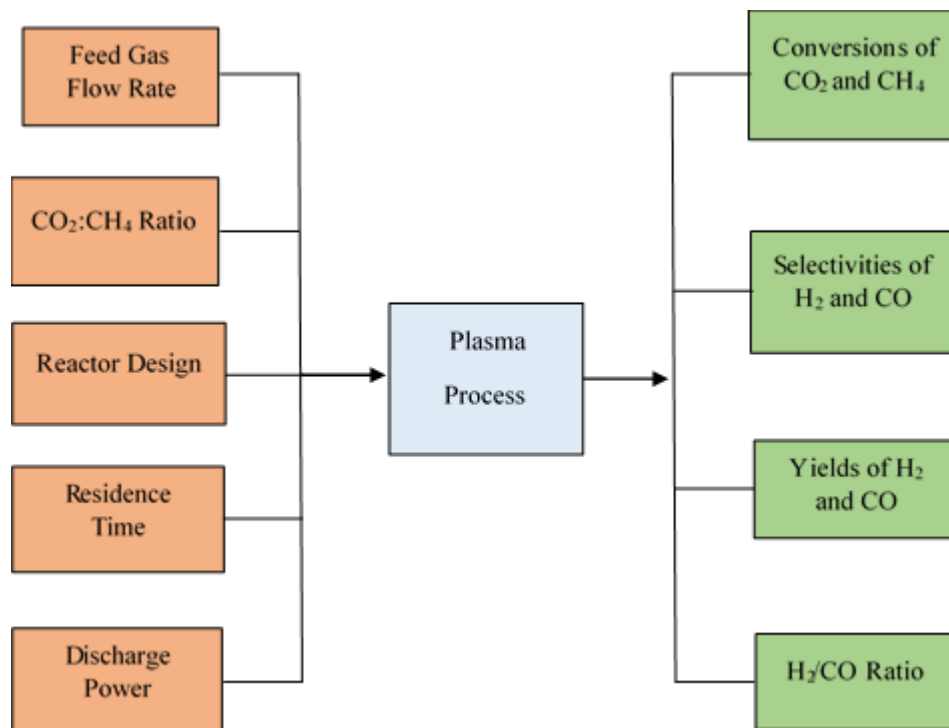 Feed Gas
Flow Rate
CO₂:CH₄ Ratio
Reactor Design
Residence
Time
Discharge
Power
Plasma
Process
Conversions of
CO₂ and CH₄
Selectivities of
H₂ and CO
Yields of H₂
and CO
H₂/CO Ratio